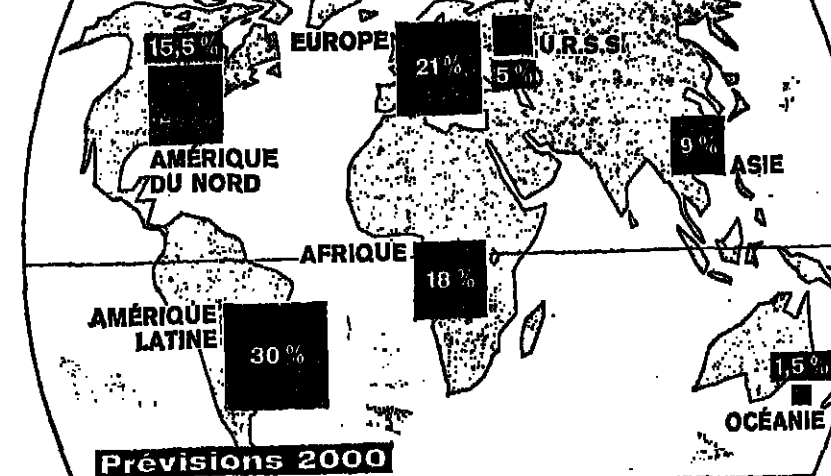 15,5 %
EUROPE
21 %
U.R.S.S.
5 %
AMÉRIQUE
DU NORD
9 %
ASIE
AFRIQUE
18 %
AMÉRIQUE
LATINE
30 %
1,5 %
OCÉANIE
Prévisions 2000